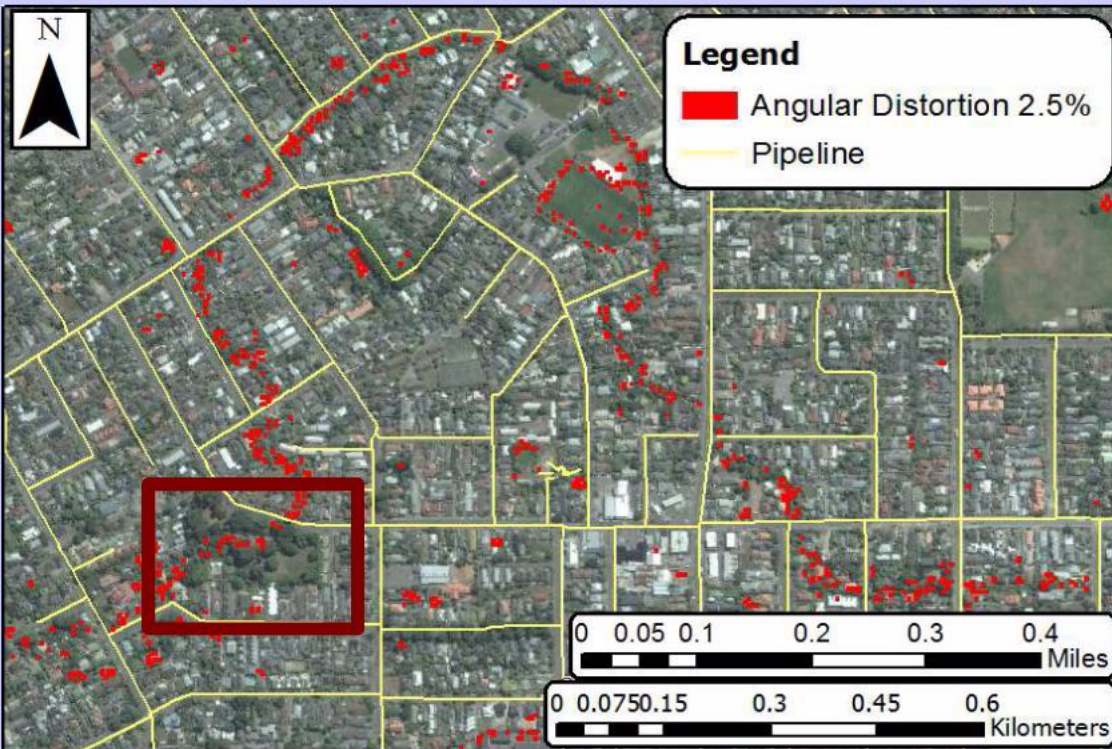 N
Legend
Angular Distortion 2.5%
Pipeline
0 0.05 0.1 0.2 0.3 0.4
Miles
0 0.0750.15 0.3 0.45 0.6
Kilometers